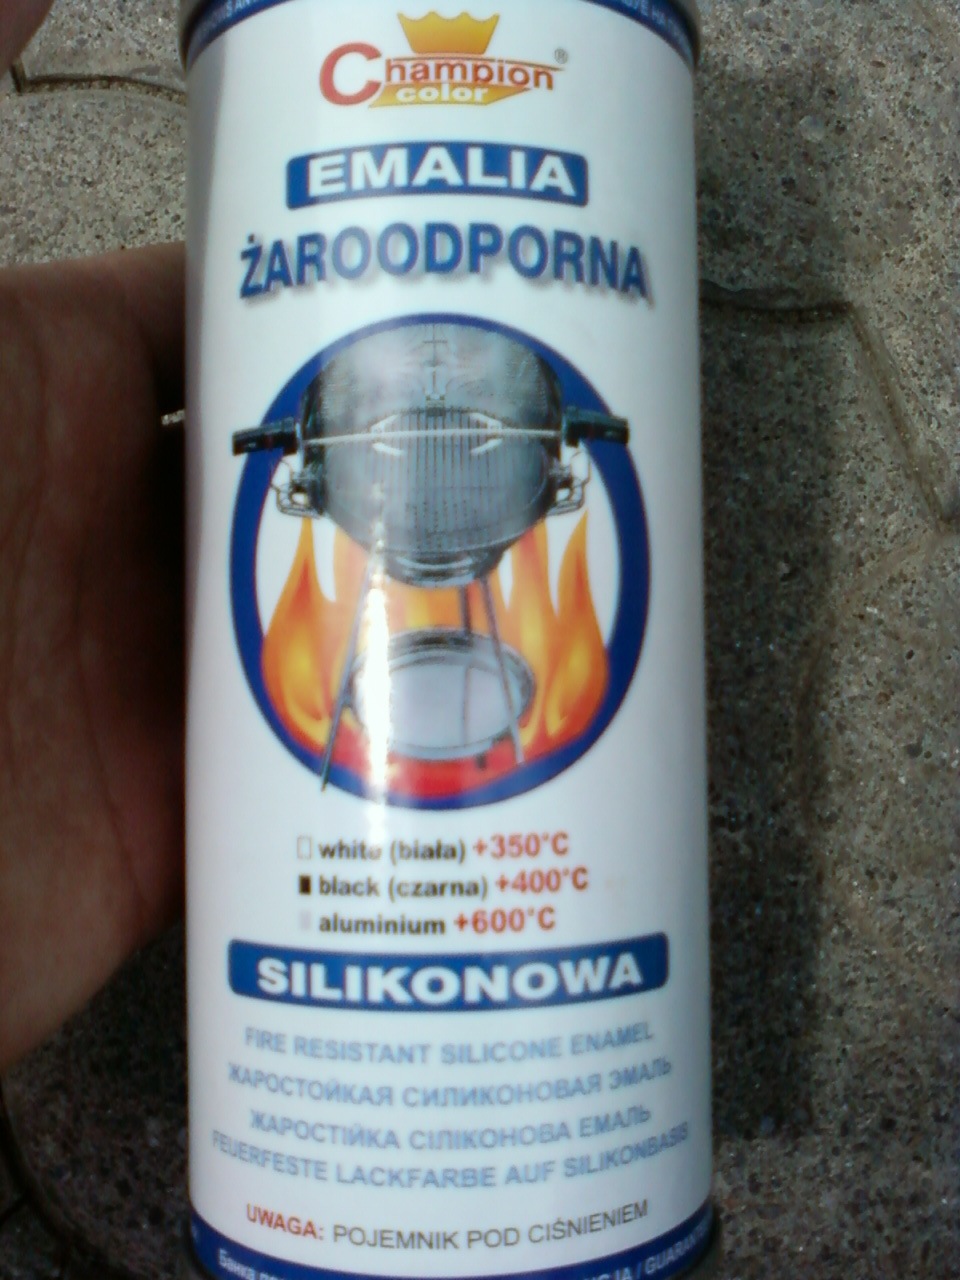 Champion®
color
EMALIA
ŻAROODPORNA
white (biała) +350°C
black (czarna) +400°C
aluminium +600°C
SILIKONOWA
FIRE RESISTANT SILICONE ENAMEL
ЖАРОСТОЙКАЯ СИЛИКОНОВАЯ ЭМАЛЬ
ЖАРОСТІЙКА СІЛІКОНОВА ЕМАЛЬ
FEUERFESTE LACKFARBE AUF SILIKONBASIS
UWAGA: POJEMNIK POD CIŚNIENIEM
Банка